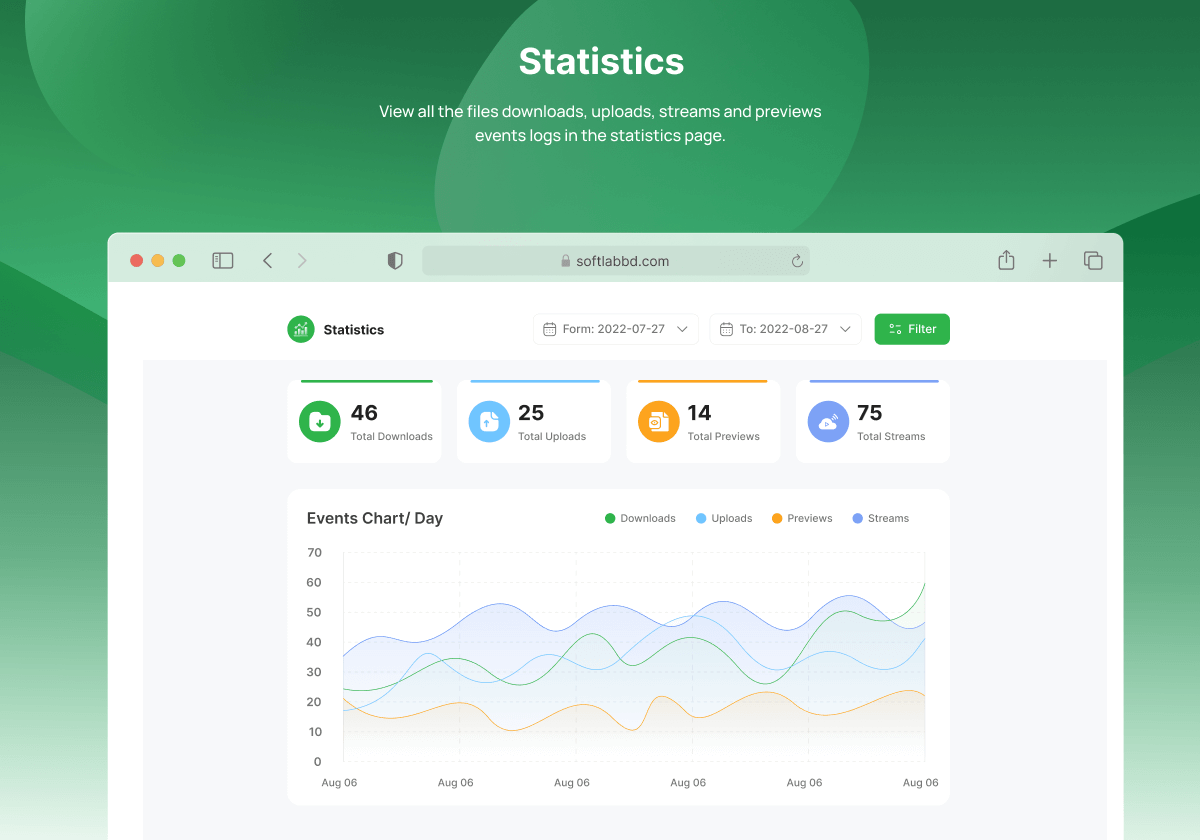 Statistics
View all the files downloads, uploads, streams and previews
events logs in the statistics page.
softlabbd.com
Statistics
Form: 2022-07-27
To: 2022-08-27
Filter
46
Total Downloads
25
Total Uploads
14
Total Previews
75
Total Streams
Events Chart/ Day
Downloads
Uploads
Previews
Streams
70
60
50
40
30
20
10
0
Aug 06
Aug 06
Aug 06
Aug 06
Aug 06
Aug 06